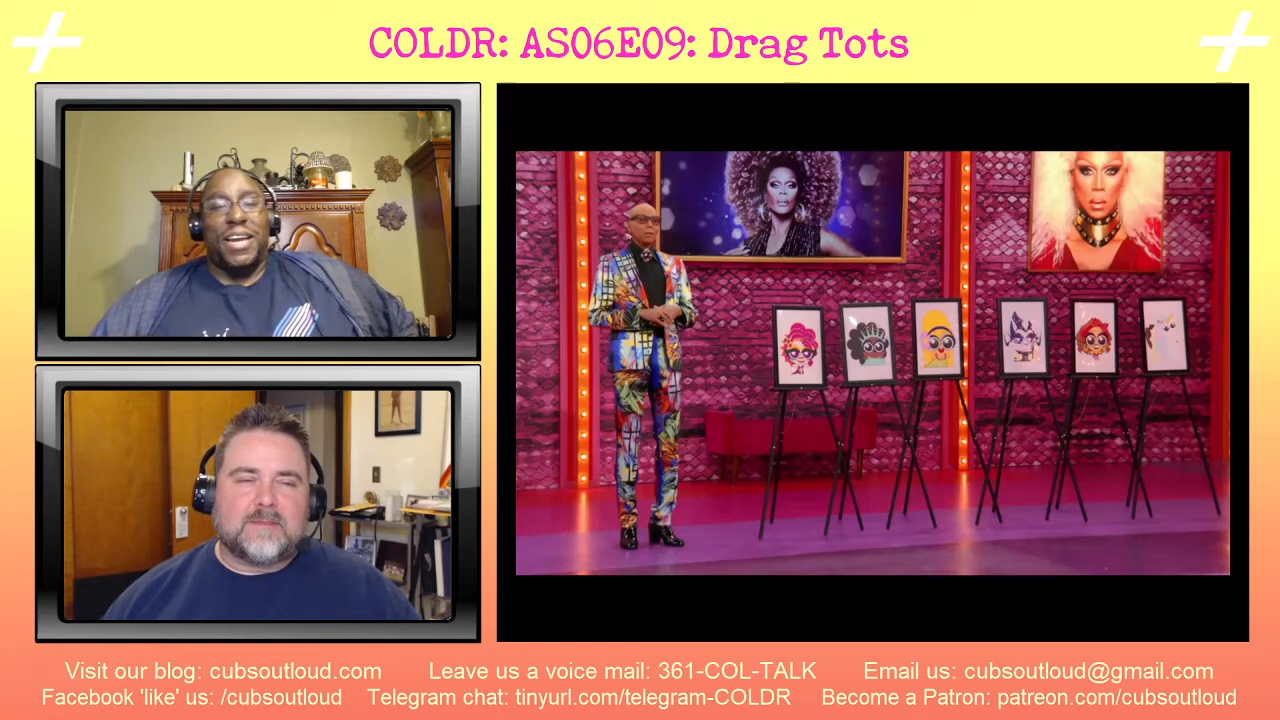 COLDR: AS06E09: Drag Tots
Visit our blog: cubsoutloud.com Leave us a voice mail: 361-COL-TALK Email us: cubsoutloud@gmail.com
Facebook 'like' us: /cubsoutloud Telegram chat: tinyurl.com/telegram-COLDR Become a Patron: patreon.com/cubsoutloud